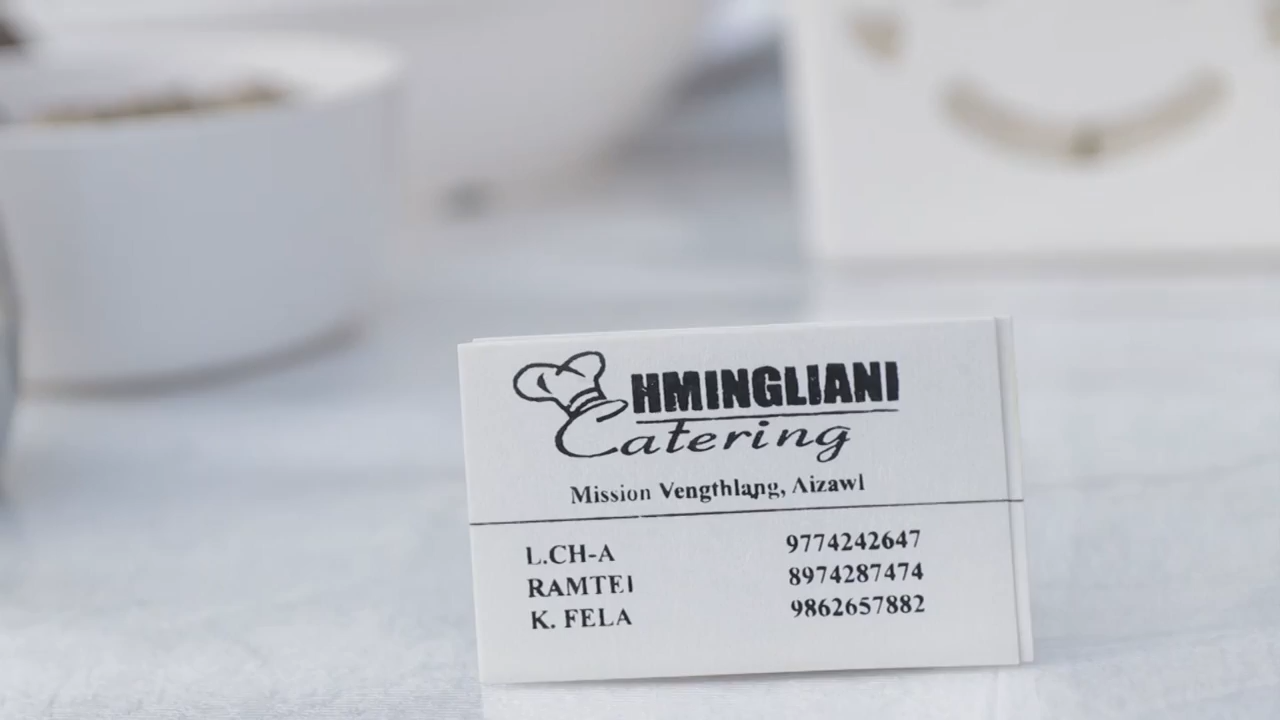 HMINGLIANI
Catering
Mission Vengthlang, Aizawl
L.CH-A 9774242647
RAMTEI 8974287474
K. FELA 9862657882